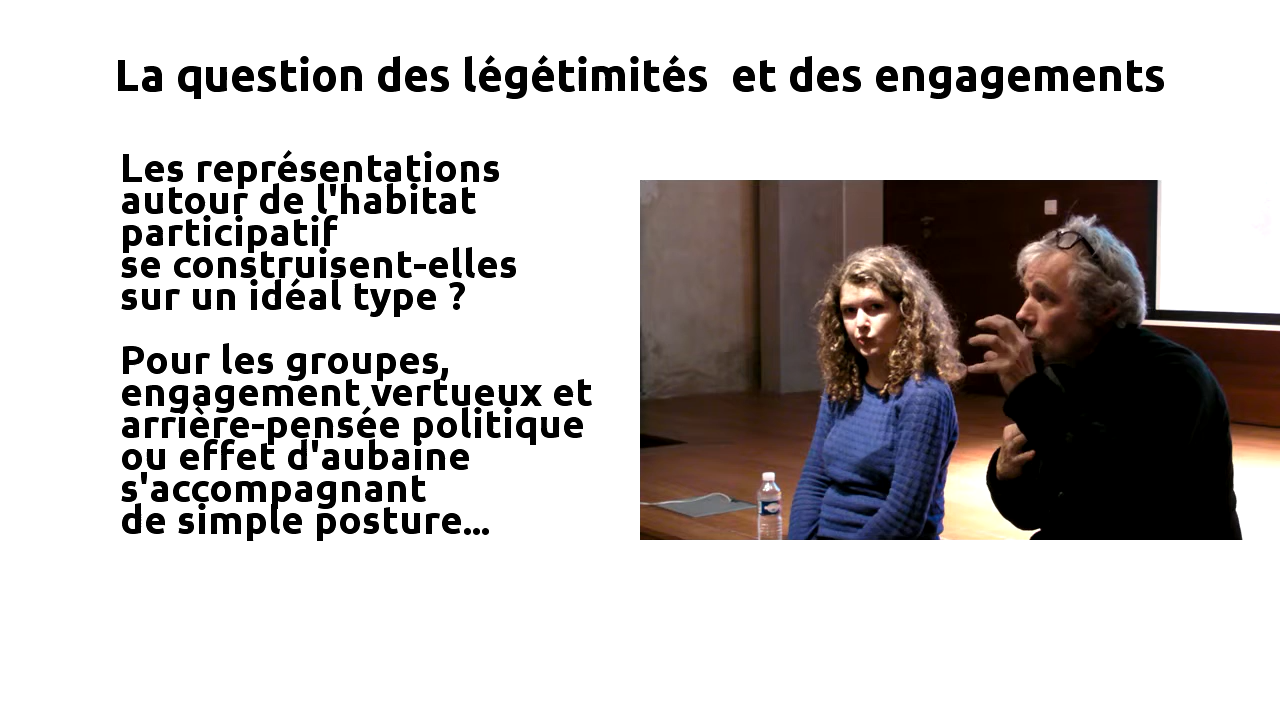 La question des légétimités  et des engagements
Les représentations
autour de l'habitat
participatif
se construisent-elles
sur un idéal type ?
Pour les groupes,
engagement vertueux et
arrière-pensée politique
ou effet d'aubaine
s'accompagnant
de simple posture...